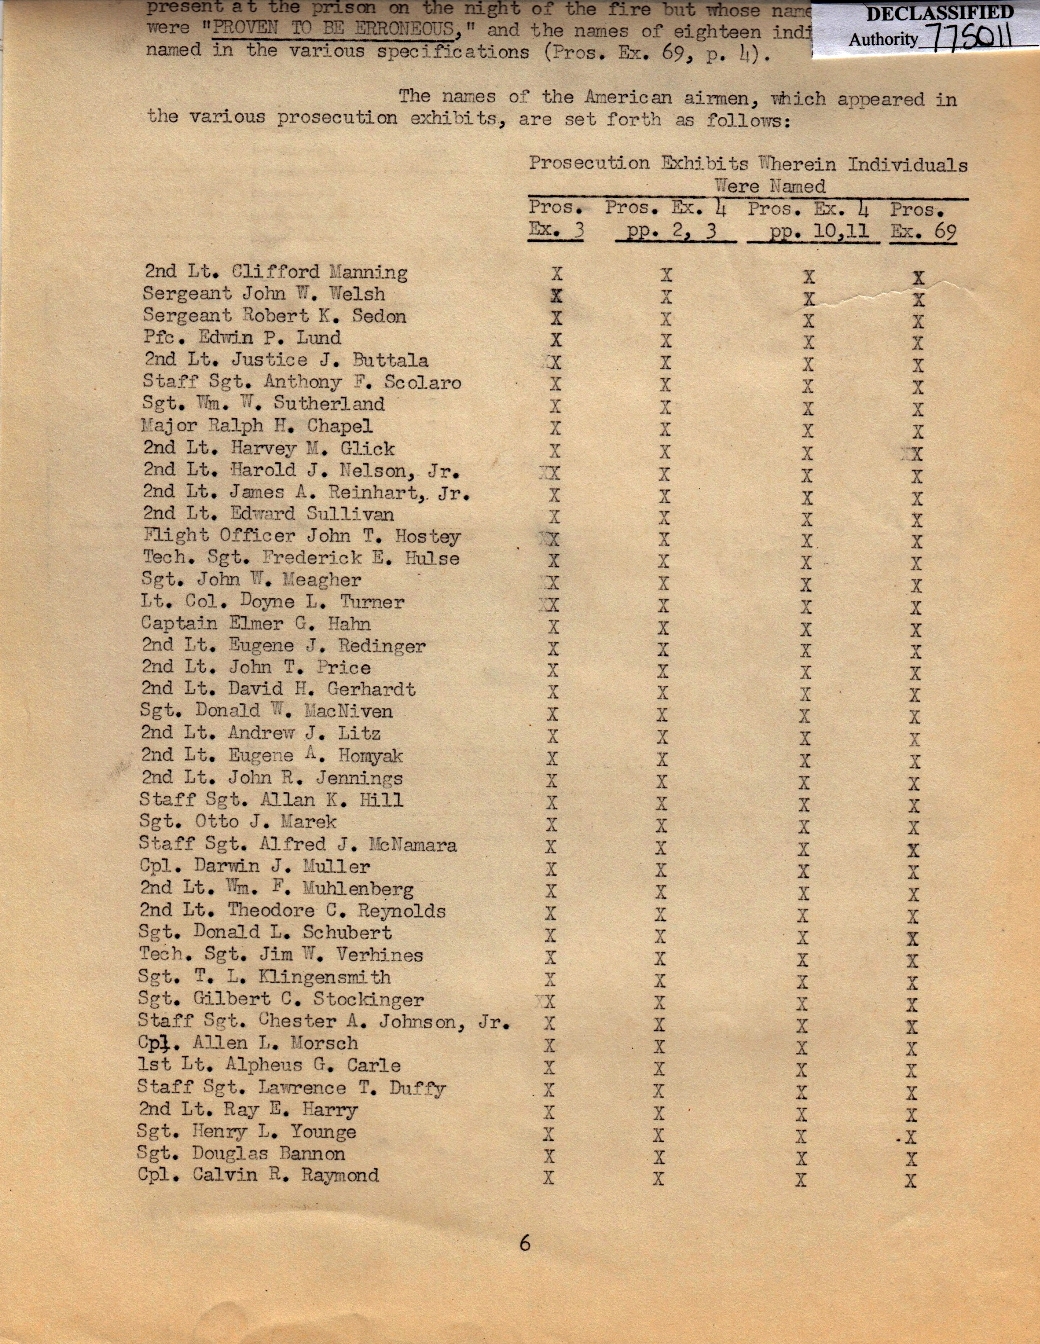 present at the prison on the night of the fire but whose name
were "PROVEN TO BE ERRONEOUS," and the names of eighteen indi
named in the various specifications (Pros. Ex. 69, p. 4).
DECLASSIFIED
Authority 775011
The names of the American airmen, which appeared in
the various prosecution exhibits, are set forth as follows:
Prosecution Exhibits Wherein Individuals
Were Named
Pros. Pros. Ex. 4 Pros. Ex. 4 Pros.
Ex. 3 pp. 2, 3 pp. 10,11 Ex. 69
2nd Lt. Clifford Manning X X X X
Sergeant John W. Welsh X X X X
Sergeant Robert K. Sedon X X X X
Pfc. Edwin P. Lund X X X X
2nd Lt. Justice J. Buttala X X X X
Staff Sgt. Anthony F. Scolaro X X X X
Sgt. Wm. W. Sutherland X X X X
Major Ralph H. Chapel X X X X
2nd Lt. Harvey M. Glick X X X X
2nd Lt. Harold J. Nelson, Jr. X X X X
2nd Lt. James A. Reinhart, Jr. X X X X
2nd Lt. Edward Sullivan X X X X
Flight Officer John T. Hostey X X X X
Tech. Sgt. Frederick E. Hulse X X X X
Sgt. John W. Meagher X X X X
Lt. Col. Doyne L. Turner X X X X
Captain Elmer G. Hahn X X X X
2nd Lt. Eugene J. Redinger X X X X
2nd Lt. John T. Price X X X X
2nd Lt. David H. Gerhardt X X X X
Sgt. Donald W. MacNiven X X X X
2nd Lt. Andrew J. Litz X X X X
2nd Lt. Eugene A. Homyak X X X X
2nd Lt. John R. Jennings X X X X
Staff Sgt. Allan K. Hill X X X X
Sgt. Otto J. Marek X X X X
Staff Sgt. Alfred J. McNamara X X X X
Cpl. Darwin J. Muller X X X X
2nd Lt. Wm. F. Muhlenberg X X X X
2nd Lt. Theodore C. Reynolds X X X X
Sgt. Donald L. Schubert X X X X
Tech. Sgt. Jim W. Verhines X X X X
Sgt. T. L. Klingensmith X X X X
Sgt. Gilbert C. Stockinger X X X X
Staff Sgt. Chester A. Johnson, Jr. X X X X
Cpl. Allen L. Morsch X X X X
1st Lt. Alpheus G. Carle X X X X
Staff Sgt. Lawrence T. Duffy X X X X
2nd Lt. Ray E. Harry X X X X
Sgt. Henry L. Younge X X X X
Sgt. Douglas Bannon X X X X
Cpl. Calvin R. Raymond X X X X
6